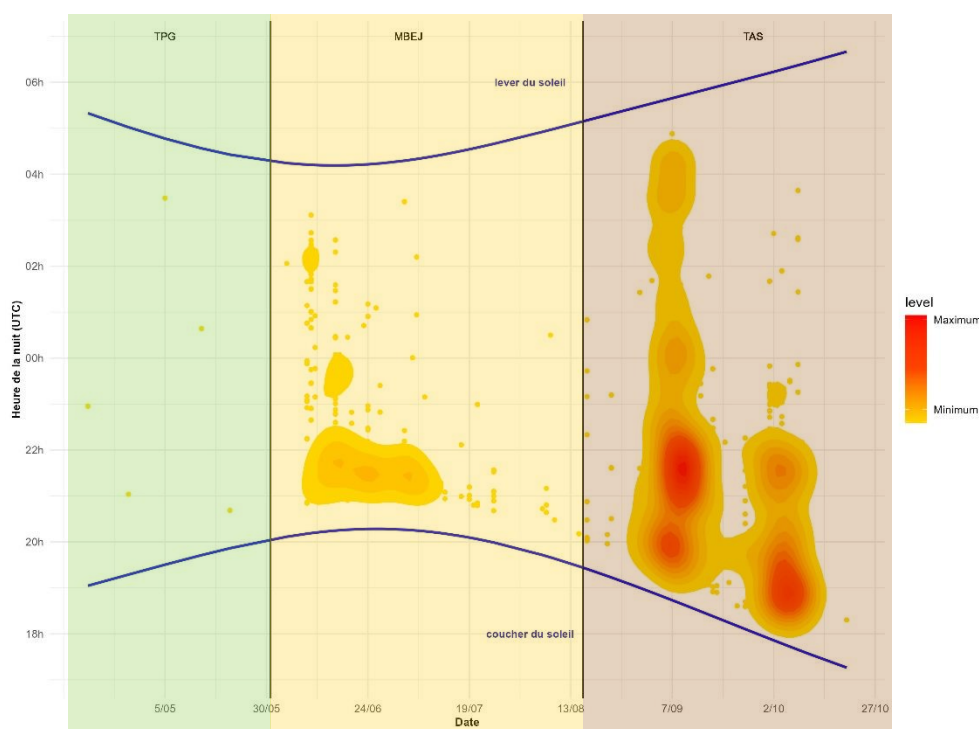 TPG
MBEJ
TAS
06h
lever du soleil
04h
02h
level
Maximum
Heure de la nuit (UTC)
00h
Minimum
22h
20h
coucher du soleil
18h
5/05
30/05
24/06
19/07
13/08
7/09
2/10
27/10
Date